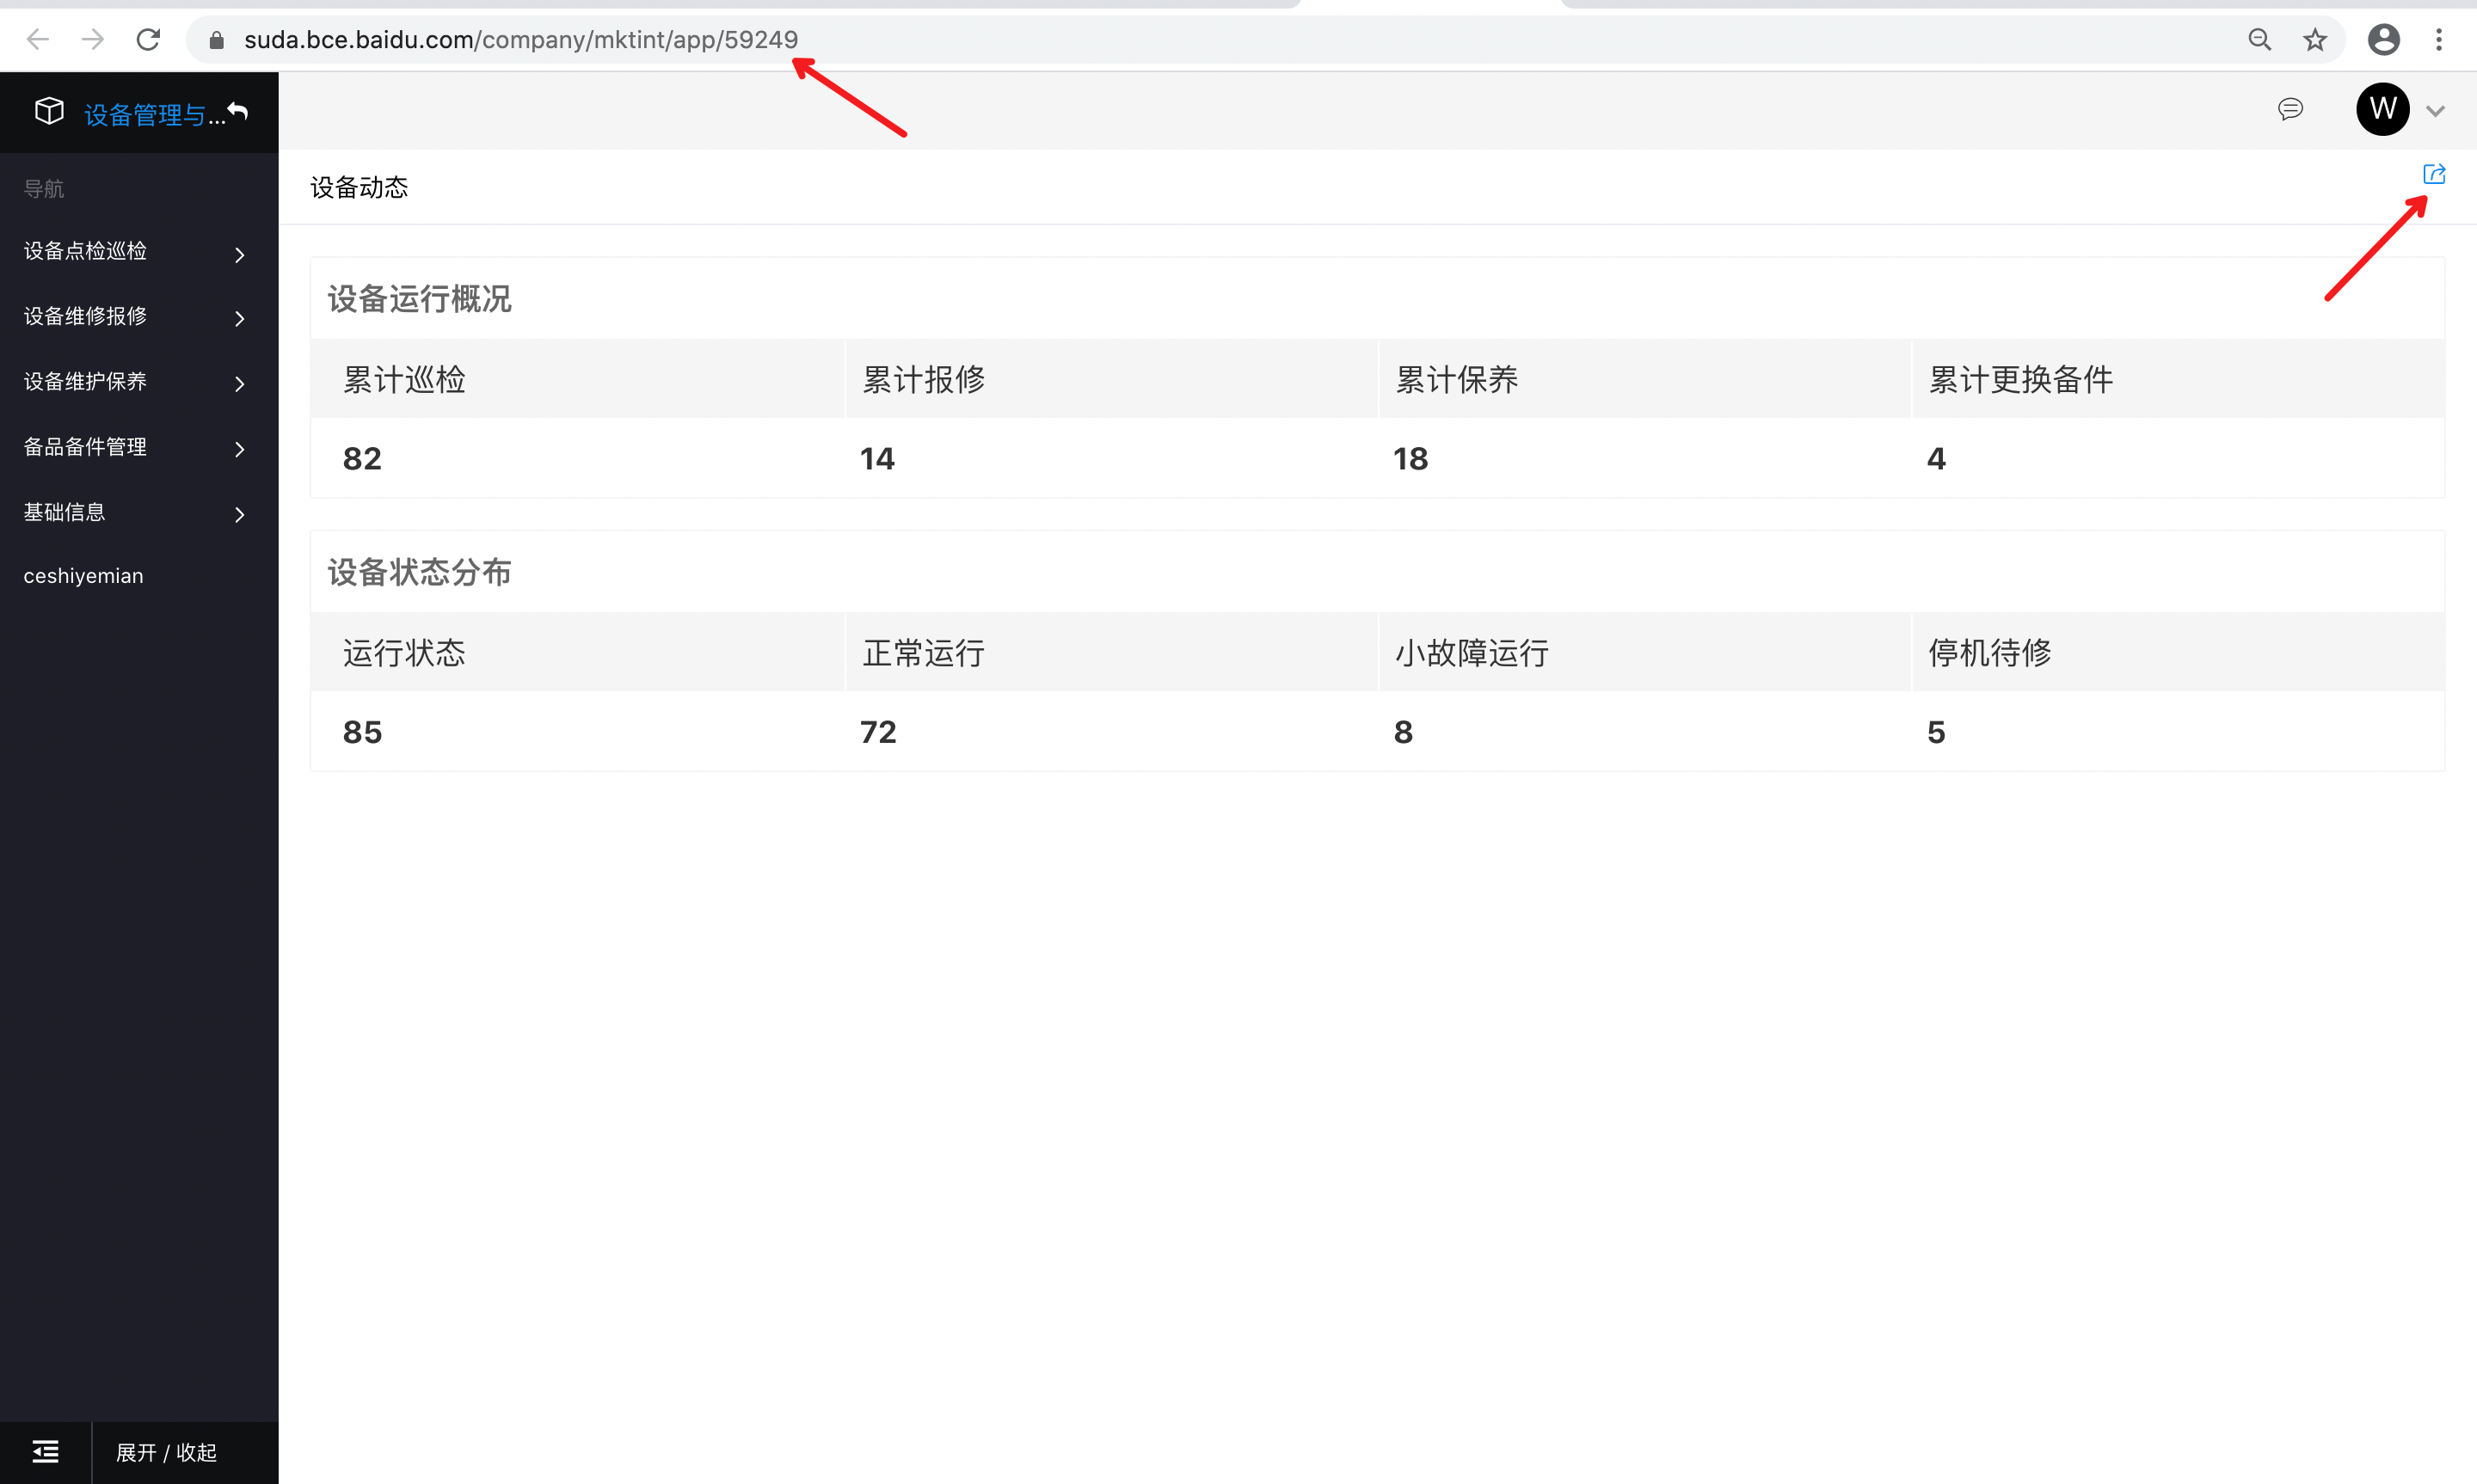 suda.bce.baidu.com/company/mktint/app/59249
设备管理与...
W
导航
设备点检巡检
设备维修报修
设备维护保养
备品备件管理
基础信息
ceshiyemian
展开 / 收起
设备动态
设备运行概况
累计巡检 累计报修 累计保养 累计更换备件
82 14 18 4
设备状态分布
运行状态 正常运行 小故障运行 停机待修
85 72 8 5